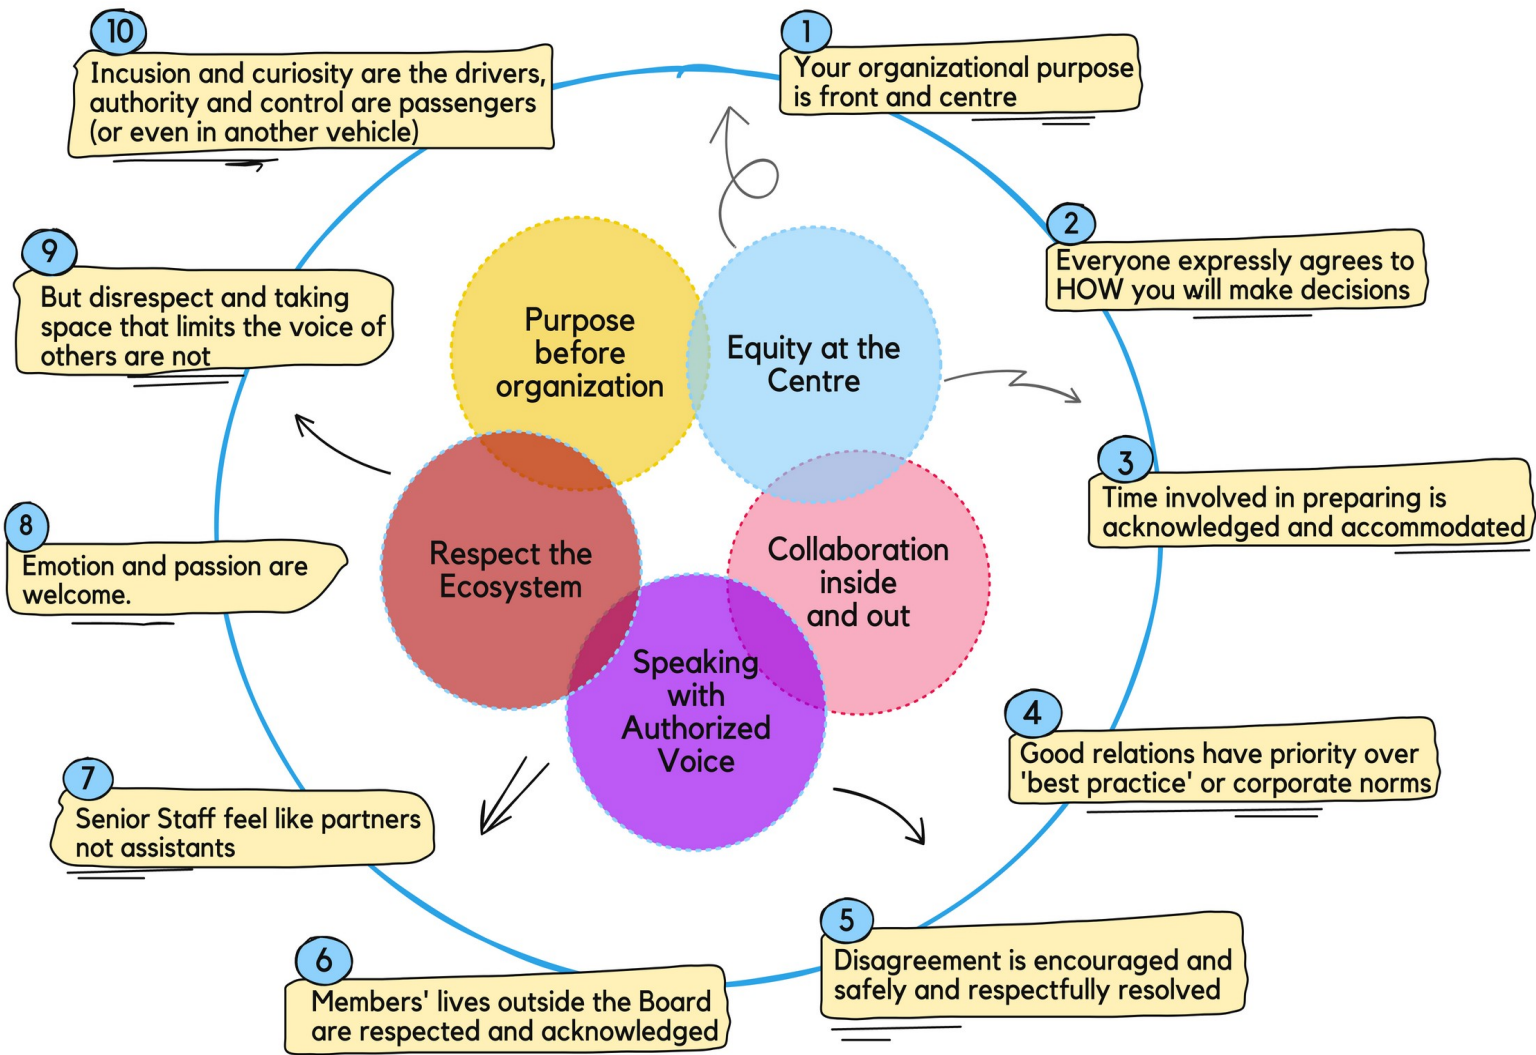 1
Your organizational purpose
is front and centre
2
Everyone expressly agrees to
HOW you will make decisions
3
Time involved in preparing is
acknowledged and accommodated
4
Good relations have priority over
'best practice' or corporate norms
5
Disagreement is encouraged and
safely and respectfully resolved
6
Members' lives outside the Board
are respected and acknowledged
7
Senior Staff feel like partners
not assistants
8
Emotion and passion are
welcome.
9
But disrespect and taking
space that limits the voice of
others are not
10
Incusion and curiosity are the drivers,
authority and control are passengers
(or even in another vehicle)
Purpose
before
organization
Equity at the
Centre
Collaboration
inside
and out
Speaking
with
Authorized
Voice
Respect the
Ecosystem